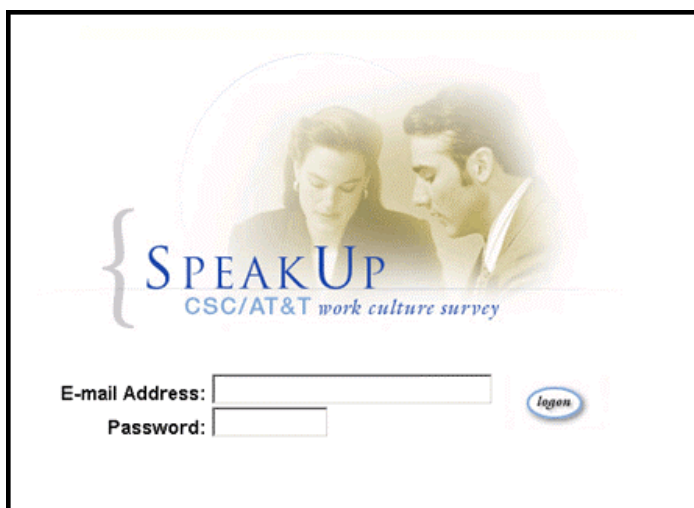 { SPEAKUP
CSC/AT&T work culture survey
E-mail Address:
logon
Password: